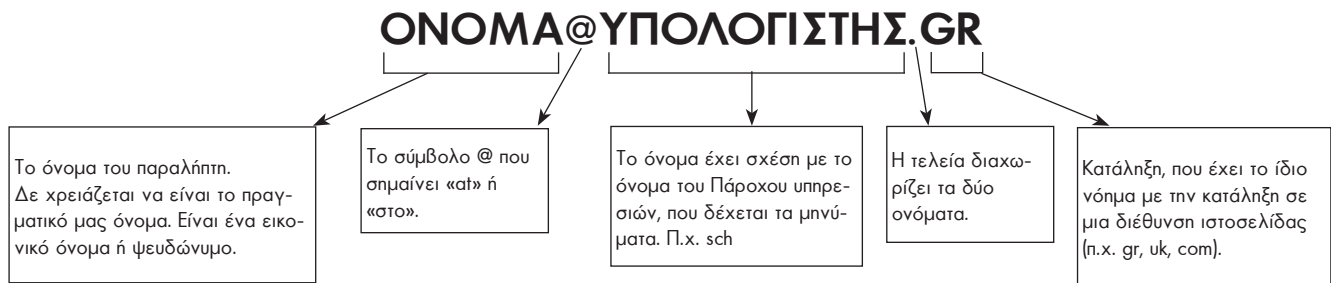 ΟΝΟΜΑ@ΥΠΟΛΟΓΙΣΤΗΣ.GR
Το όνομα του παραλήπτη.
Δε χρειάζεται να είναι το πραγ-
ματικό μας όνομα. Είναι ένα εικο-
νικό όνομα ή ψευδώνυμο.
Το σύμβολο @ που
σημαίνει «at» ή
«στο».
Το όνομα έχει σχέση με το
όνομα του Πάροχου υπηρε-
σιών, που δέχεται τα μηνύ-
ματα. Π.χ. sch
Η τελεία διαχω-
ρίζει τα δύο
ονόματα.
Κατάληξη, που έχει το ίδιο
νόημα με την κατάληξη σε
μια διέθυνση ιστοσελίδας
(π.χ. gr, uk, com).